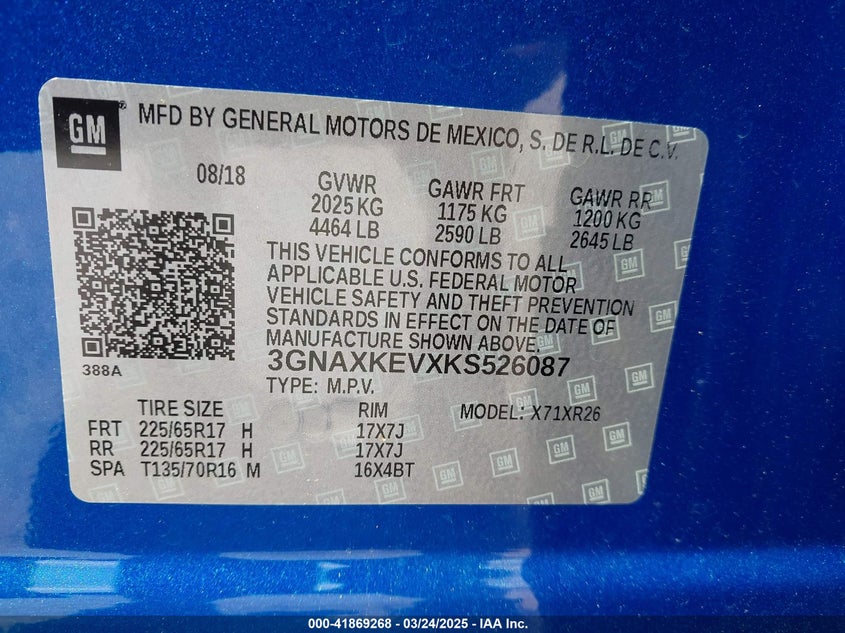 GM
MFD BY GENERAL MOTORS DE MEXICO, S. DE R.L. DE C.V.
08/18 GVWR GAWR FRT GAWR RR
2025 KG 1175 KG 1200 KG
4464 LB 2590 LB 2645 LB
THIS VEHICLE CONFORMS TO ALL
APPLICABLE U.S. FEDERAL MOTOR
VEHICLE SAFETY AND THEFT PREVENTION
STANDARDS IN EFFECT ON THE DATE OF
MANUFACTURE SHOWN ABOVE.
388A
3GNAXKEVXKS526087
TYPE: M.P.V.
TIRE SIZE RIM MODEL: X71XR26
FRT 225/65R17 H 17X7J
RR 225/65R17 H 17X7J
SPA T135/70R16 M 16X4BT
000-41869268 - 03/24/2025 - IAA Inc.